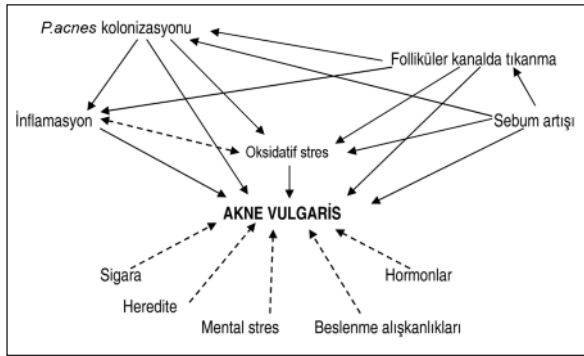 P.acnes kolonizasyonu
Folliküler kanalda tıkanma
İnflamasyon
Sebum artışı
Oksidatif stres
AKNE VULGARİS
Sigara
Hormonlar
Heredite
Mental stres
Beslenme alışkanlıkları